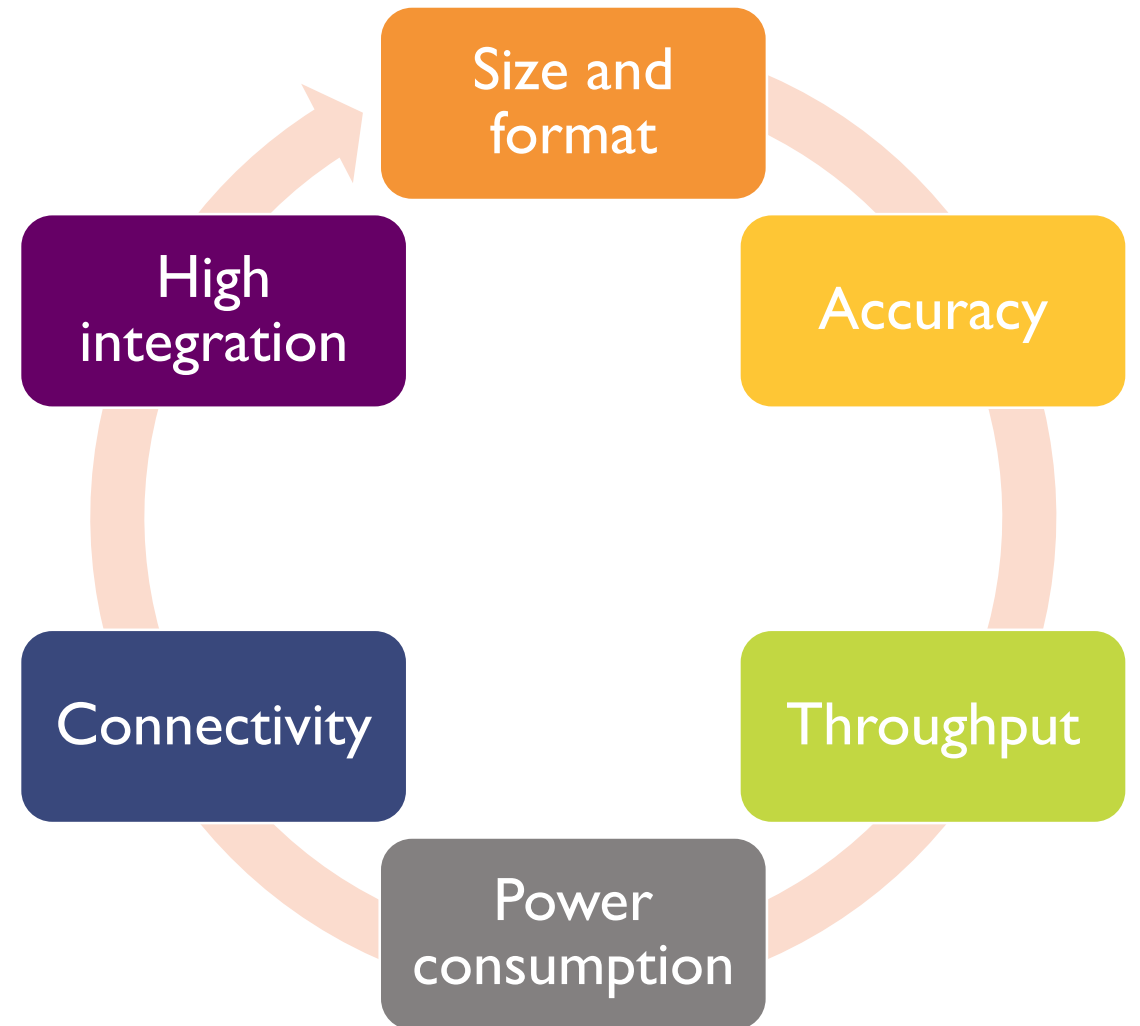 Size and
format
Accuracy
Throughput
Power
consumption
Connectivity
High
integration